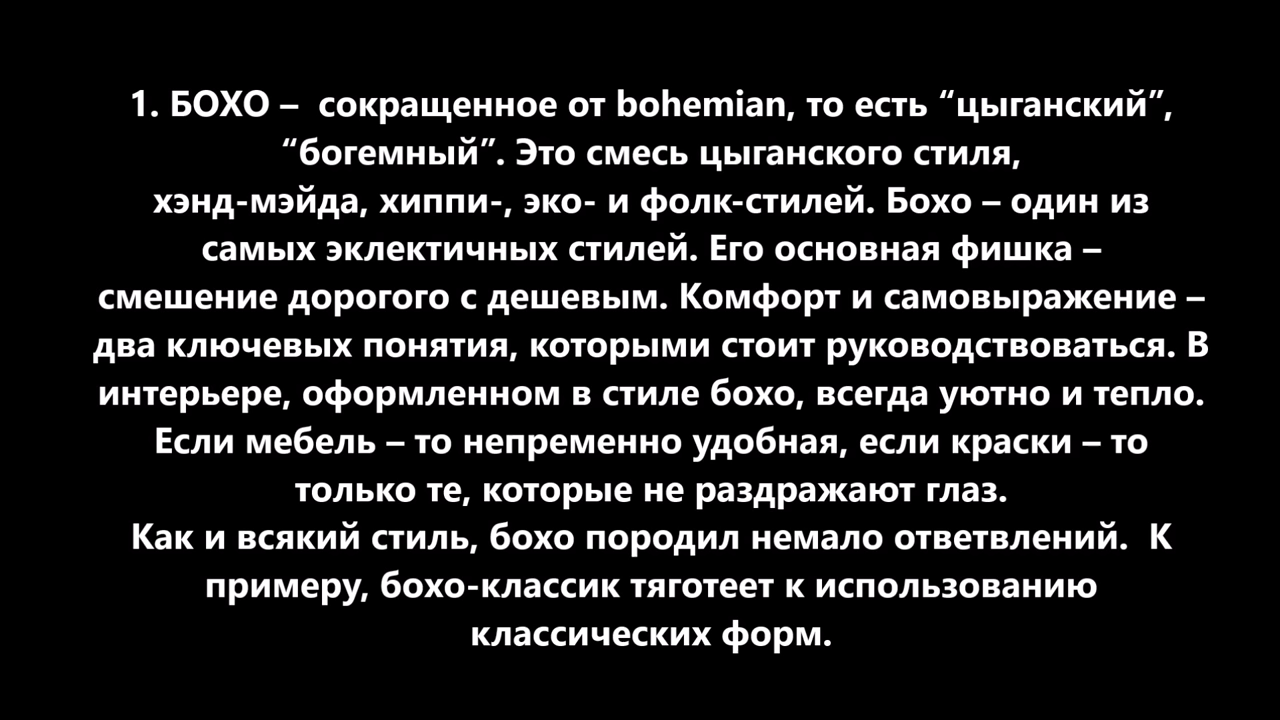 1. БОХО –  сокращенное от bohemian, то есть “цыганский”,
“богемный”. Это смесь цыганского стиля,
хэнд-мэйда, хиппи-, эко- и фолк-стилей. Бохо – один из
самых эклектичных стилей. Его основная фишка –
смешение дорогого с дешевым. Комфорт и самовыражение –
два ключевых понятия, которыми стоит руководствоваться. В
интерьере, оформленном в стиле бохо, всегда уютно и тепло.
Если мебель – то непременно удобная, если краски – то
только те, которые не раздражают глаз.
Как и всякий стиль, бохо породил немало ответвлений.  К
примеру, бохо-классик тяготеет к использованию
классических форм.